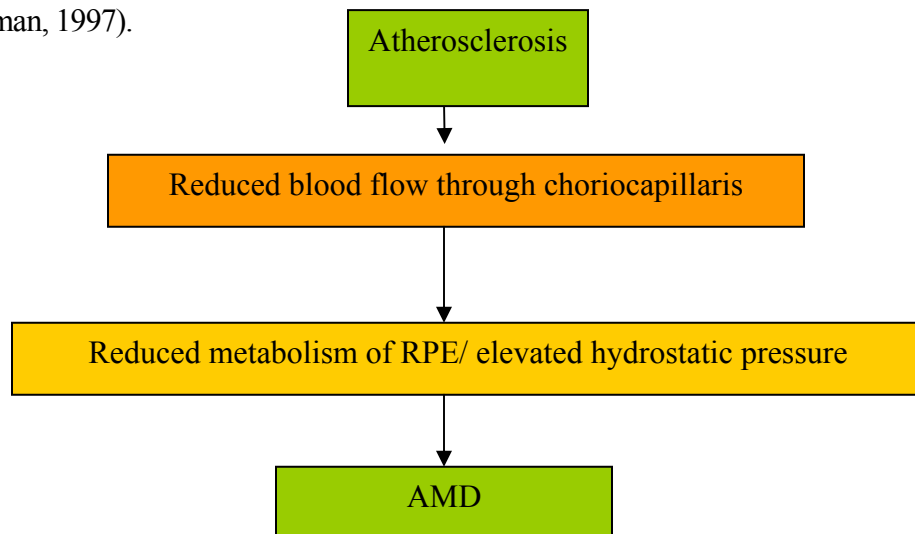 man, 1997).
Atherosclerosis
Reduced blood flow through choriocapillaris
Reduced metabolism of RPE/ elevated hydrostatic pressure
AMD